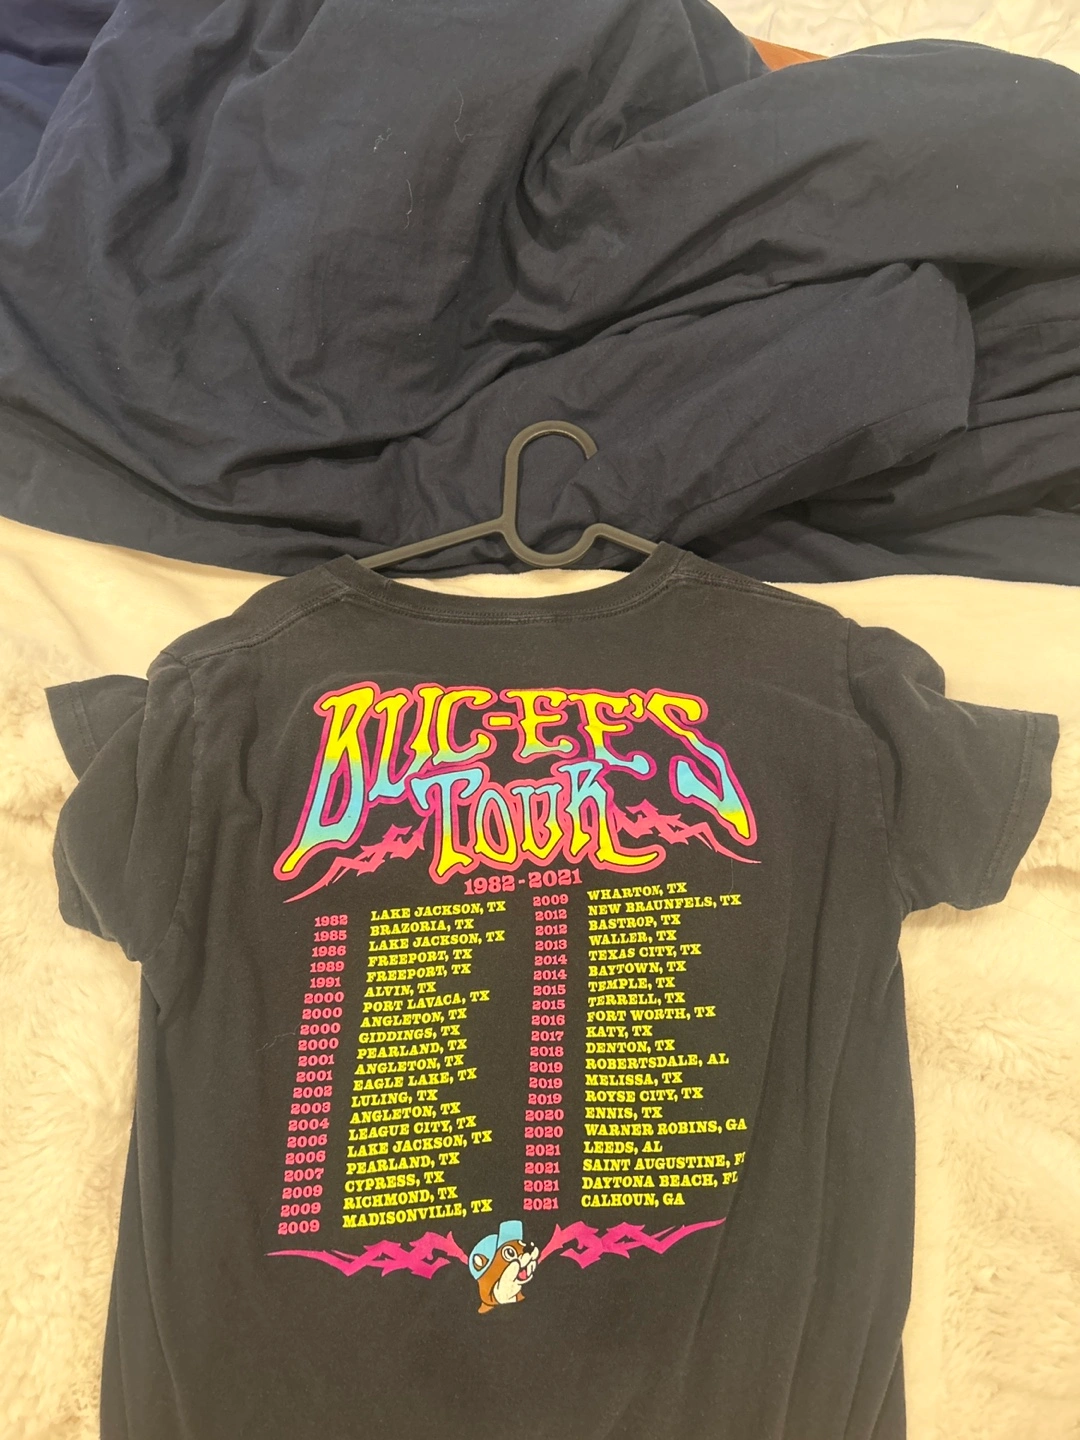 BUC-EE'S
TOUR
1982-2021
1982 LAKE JACKSON, TX
1985 BRAZORIA, TX
1986 LAKE JACKSON, TX
1989 FREEPORT, TX
1991 FREEPORT, TX
2000 ALVIN, TX
2000 PORT LAVACA, TX
2000 ANGLETON, TX
2000 GIDDINGS, TX
2001 PEARLAND, TX
2001 ANGLETON, TX
2002 EAGLE LAKE, TX
2003 LULING, TX
2004 ANGLETON, TX
2006 LEAGUE CITY, TX
2006 LAKE JACKSON, TX
2007 PEARLAND, TX
2009 CYPRESS, TX
2009 RICHMOND, TX
2009 MADISONVILLE, TX
2009 WHARTON, TX
2012 NEW BRAUNFELS, TX
2012 BASTROP, TX
2013 WALLER, TX
2014 TEXAS CITY, TX
2014 BAYTOWN, TX
2015 TEMPLE, TX
2015 TERRELL, TX
2016 FORT WORTH, TX
2017 KATY, TX
2018 DENTON, TX
2019 ROBERTSDALE, AL
2019 MELISSA, TX
2019 ROYSE CITY, TX
2020 ENNIS, TX
2020 WARNER ROBINS, GA
2021 LEEDS, AL
2021 SAINT AUGUSTINE, FL
2021 DAYTONA BEACH, FL
2021 CALHOUN, GA